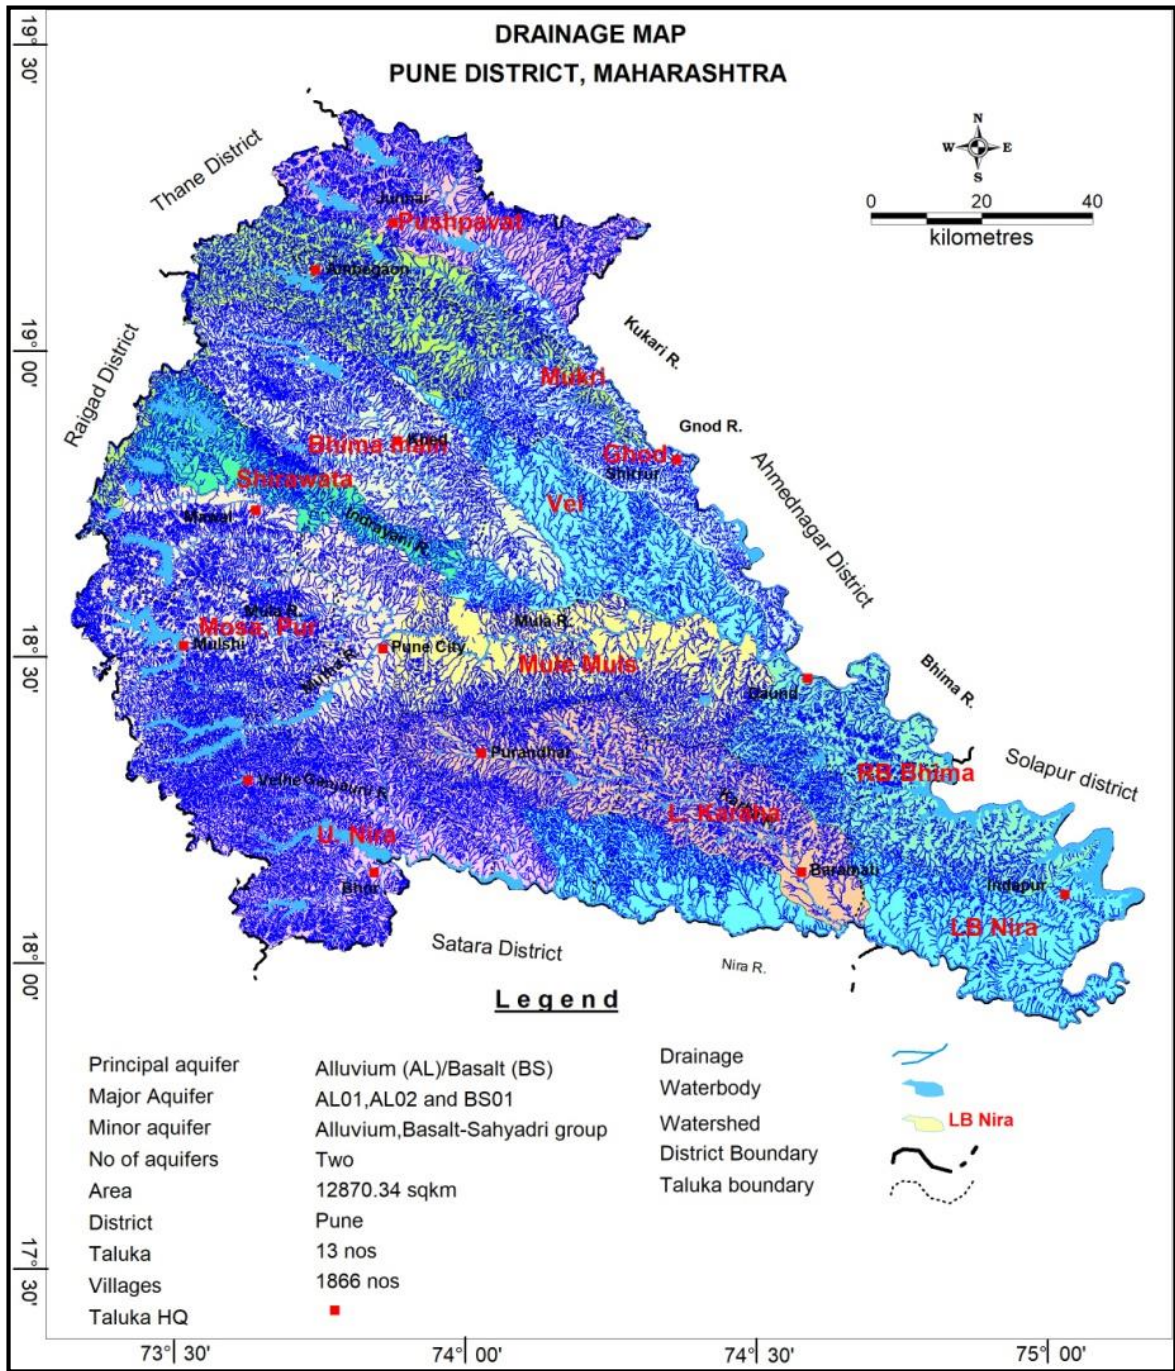 DRAINAGE MAP
PUNE DISTRICT, MAHARASHTRA
19° 30'
19° 00'
18° 30'
18° 00'
17° 30'
N
W E
S
0 20 40
kilometres
Thane District
Junnar
Pushpavat
Ambegaon
Kukari R.
Raigad District
Mukri
Gnod R.
Bhima main
Khed
Ghod
Shirrur
Shirawata
Vel
Ahmednagar District
Mawal
Indrayani R.
Mula R.
Mosa, Pur
Mula R.
Mulshi
Pune City
Mutha R.
Mule Muls
Bhima R.
Daund
Purandhar
Solapur district
RB Bhima
Velhe
L. Karaha
U. Nira
Baramati
Bhor
Indapur
LB Nira
Satara District
Nira R.
Legend
Principal aquifer Alluvium (AL)/Basalt (BS)
Major Aquifer AL01,AL02 and BS01
Minor aquifer Alluvium,Basalt-Sahyadri group
No of aquifers Two
Area 12870.34 sqkm
District Pune
Taluka 13 nos
Villages 1866 nos
Taluka HQ
Drainage
Waterbody
Watershed LB Nira
District Boundary
Taluka boundary
73° 30' 74° 00' 74° 30' 75° 00'